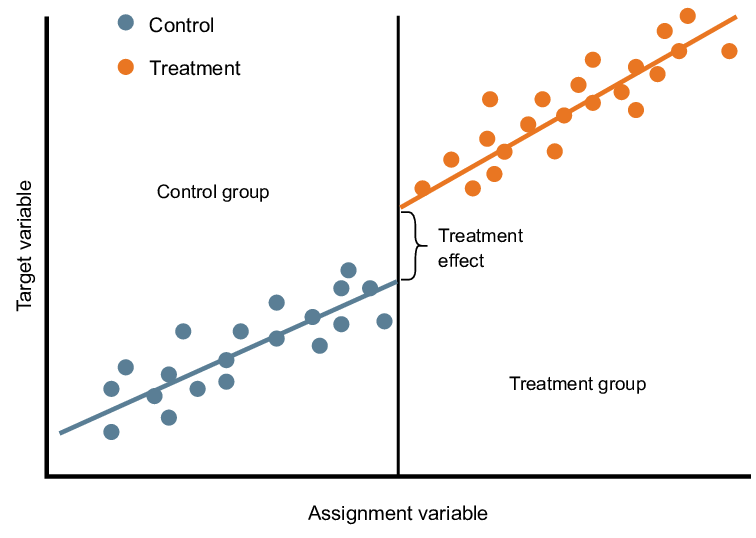 Control
Treatment
Control group
Target variable
Treatment
effect
Treatment group
Assignment variable